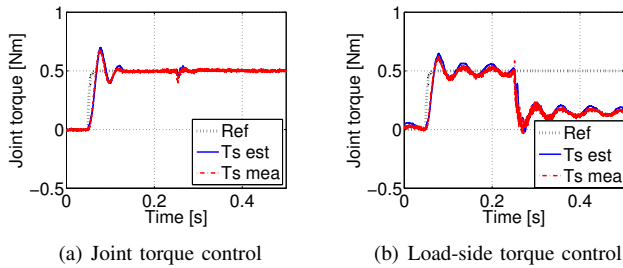 Joint torque [Nm]
1
0.5
0
−0.5
0
0.2
0.4
Time [s]
Ref
Ts est
Ts mea
(a) Joint torque control
Joint torque [Nm]
1
0.5
0
−0.5
0
0.2
0.4
Time [s]
Ref
Ts est
Ts mea
(b) Load-side torque control